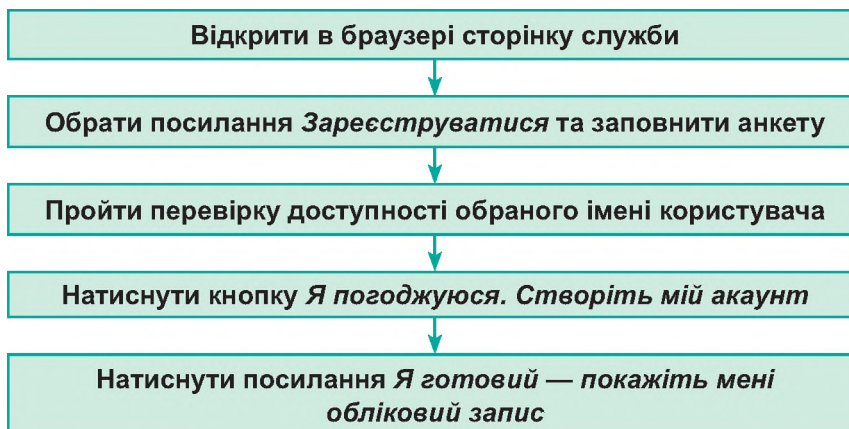 Відкрити в браузері сторінку служби
Обрати посилання Зареєструватися та заповнити анкету
Пройти перевірку доступності обраного імені користувача
Натиснути кнопку Я погоджуюся. Створіть мій акаунт
Натиснути посилання Я готовий — покажіть мені
обліковий запис